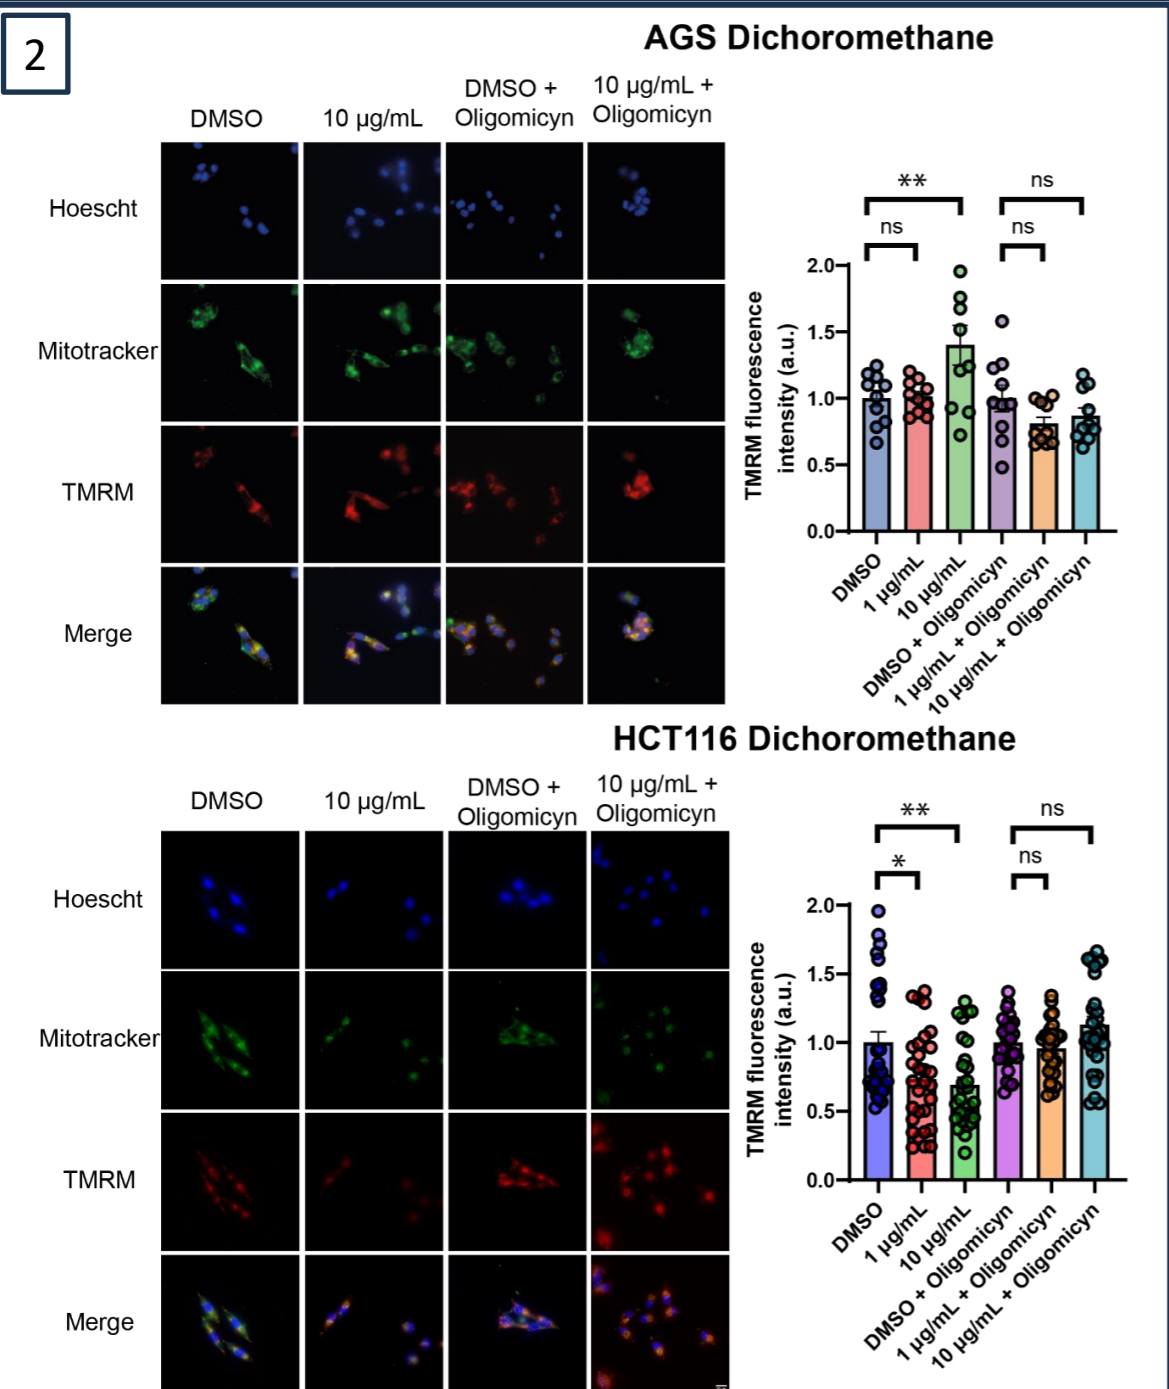 2
AGS Dichoromethane
DMSO
10 µg/mL
DMSO +
Oligomicyn
10 µg/mL +
Oligomicyn
Hoescht
Mitotracker
TMRM
Merge
**
ns
ns
ns
TMRM fluorescence
intensity (a.u.)
2.0
1.5
1.0
0.5
0.0
DMSO
1 µg/mL
10 µg/mL
DMSO + Oligomicyn
1 µg/mL + Oligomicyn
10 µg/mL + Oligomicyn
HCT116 Dichoromethane
DMSO
10 µg/mL
DMSO +
Oligomicyn
10 µg/mL +
Oligomicyn
Hoescht
Mitotracker
TMRM
Merge
**
ns
*
ns
TMRM fluorescence
intensity (a.u.)
2.0
1.5
1.0
0.5
0.0
DMSO
1 µg/mL
10 µg/mL
DMSO + Oligomicyn
1 µg/mL + Oligomicyn
10 µg/mL + Oligomicyn